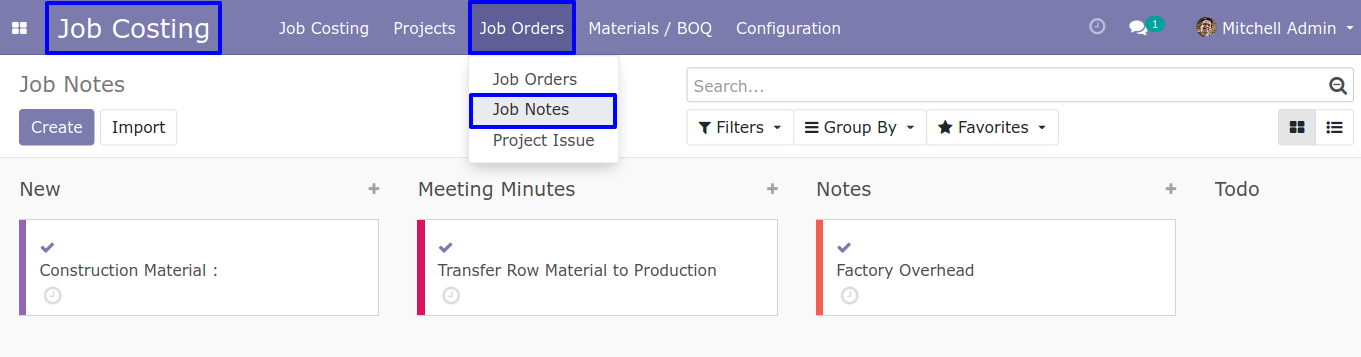 Job Costing Job Costing Projects Job Orders Materials / BOQ Configuration 1 Mitchell Admin
Job Notes
Job Orders
Job Notes
Project Issue
Search...
Create Import
Filters Group By Favorites
New Meeting Minutes Notes Todo
Construction Material : Transfer Row Material to Production Factory Overhead